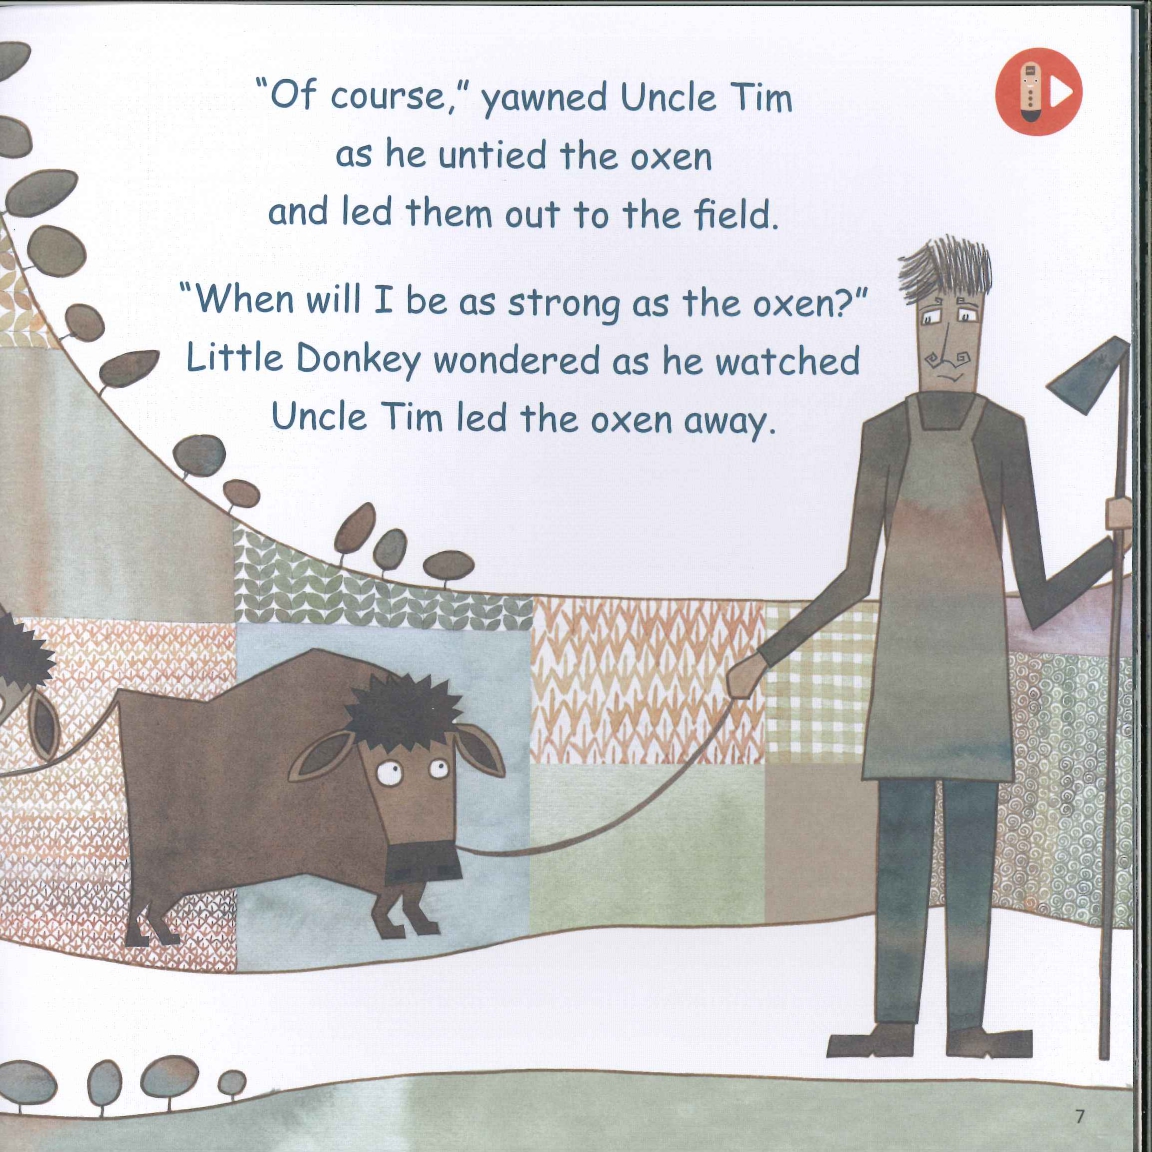 “Of course,” yawned Uncle Tim
as he untied the oxen
and led them out to the field.
“When will I be as strong as the oxen?”
Little Donkey wondered as he watched
Uncle Tim led the oxen away.
7